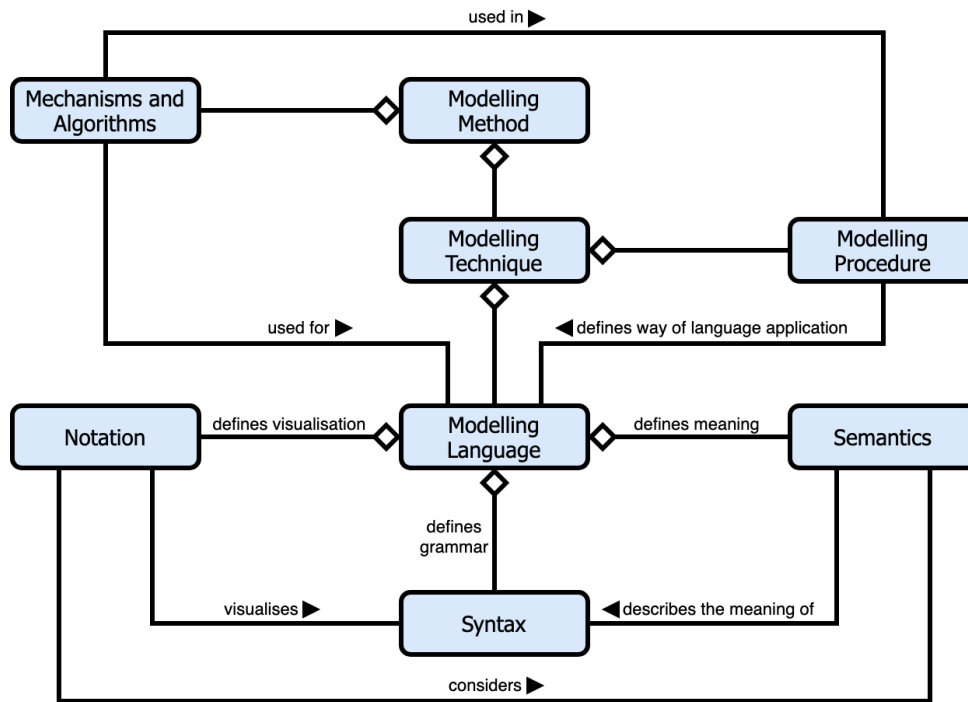 used in ▶
Mechanisms and
Algorithms
Modelling
Method
Modelling
Technique
Modelling
Procedure
used for ▶
◀ defines way of language application
Notation
defines visualisation
Modelling
Language
defines meaning
Semantics
defines
grammar
visualises ▶
Syntax
◀ describes the meaning of
considers ▶